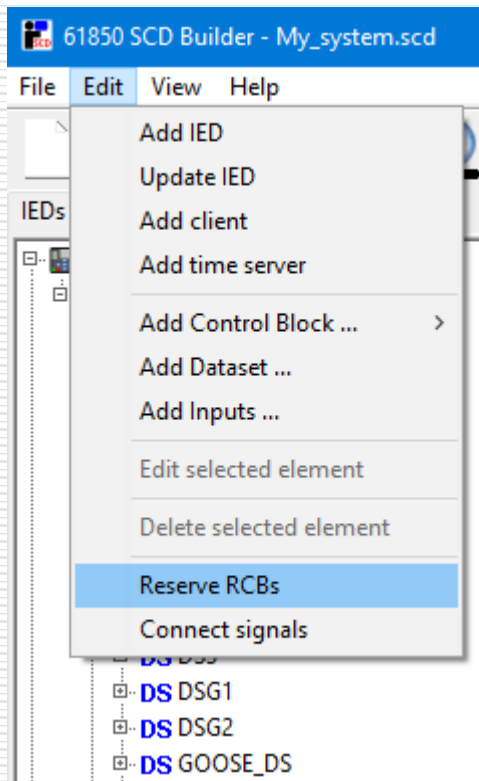 61850 SCD Builder - My_system.scd
File Edit View Help
Add IED
Update IED
IEDs
Add client
Add time server
Add Control Block ...
Add Dataset ...
Add Inputs ...
Edit selected element
Delete selected element
Reserve RCBs
Connect signals
DS DSG1
DS DSG2
DS GOOSE_DS